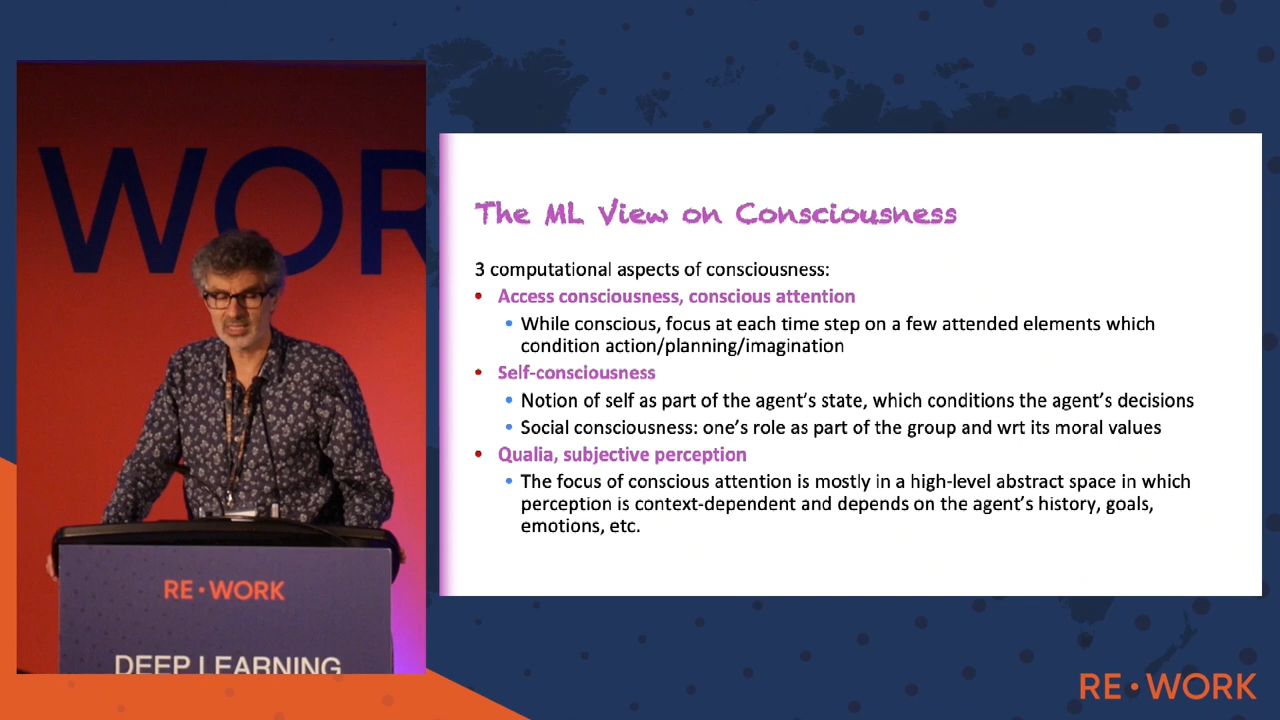 WOR
RE•WORK
DEEP LEARNING
The ML View on Consciousness
3 computational aspects of consciousness:
• Access consciousness, conscious attention
• While conscious, focus at each time step on a few attended elements which
condition action/planning/imagination
• Self-consciousness
• Notion of self as part of the agent's state, which conditions the agent's decisions
• Social consciousness: one's role as part of the group and wrt its moral values
• Qualia, subjective perception
• The focus of conscious attention is mostly in a high-level abstract space in which
perception is context-dependent and depends on the agent's history, goals,
emotions, etc.
RE•WORK